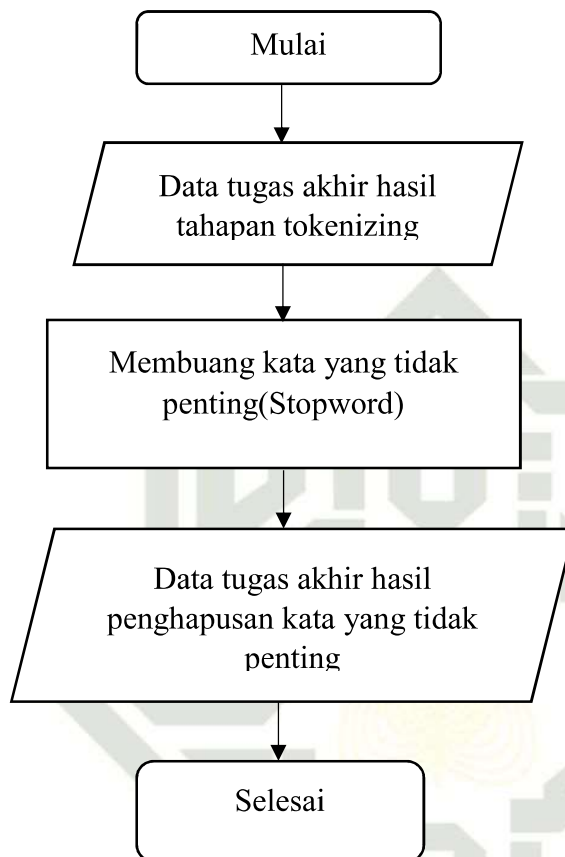 Mulai
Data tugas akhir hasil
tahapan tokenizing
Membuang kata yang tidak
penting(Stopword)
Data tugas akhir hasil
penghapusan kata yang tidak
penting
Selesai